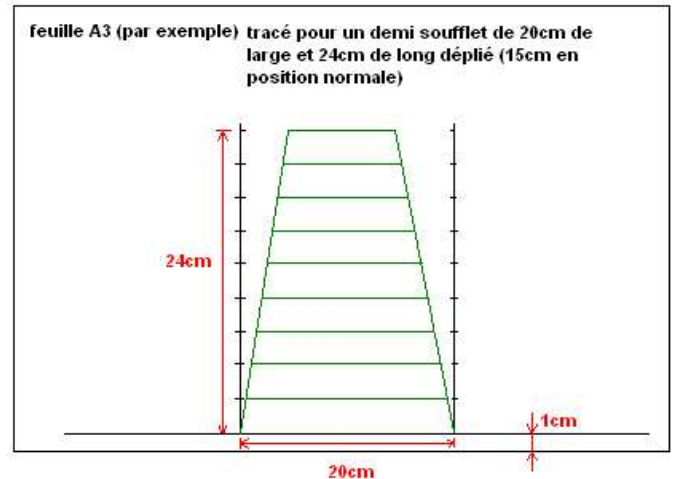 feuille A3 (par exemple)
tracé pour un demi soufflet de 20cm de
large et 24cm de long déplié (15cm en
position normale)
24cm
1cm
20cm